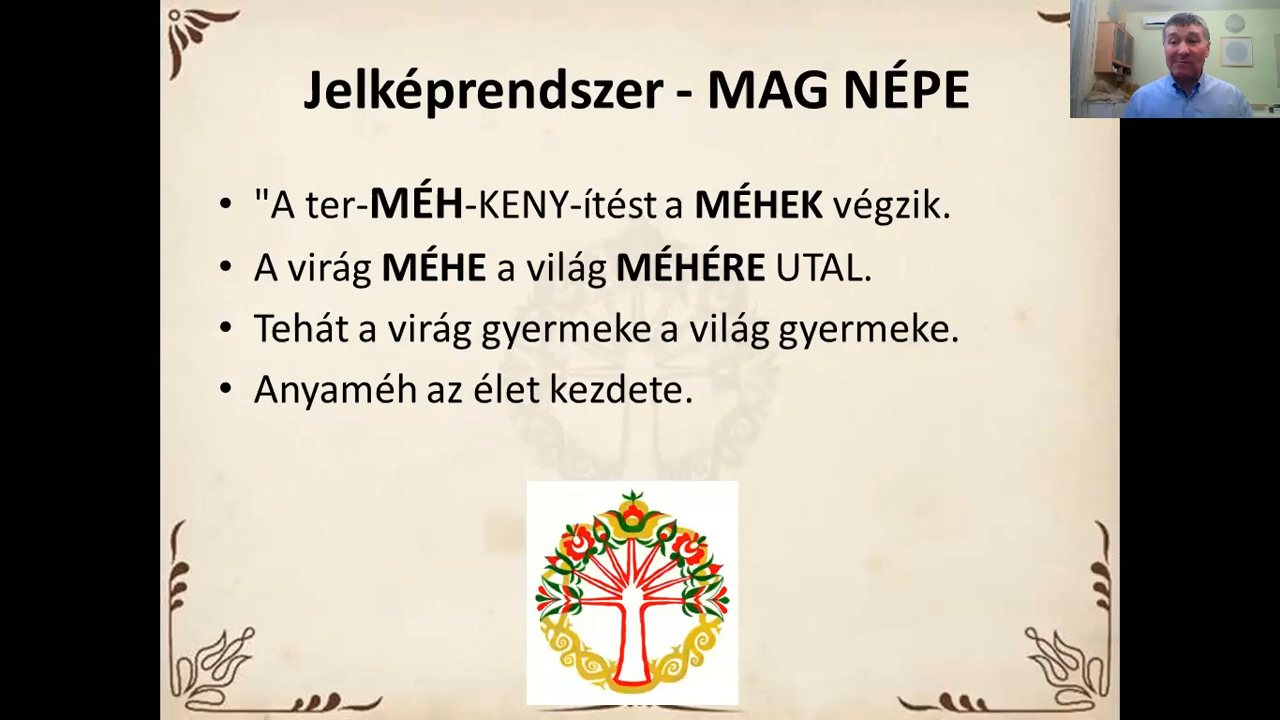 Jelképrendszer - MAG NÉPE
• "A ter-MÉH-KENY-ítést a MÉHEK végzik.
• A virág MÉHE a világ MÉHÉRE UTAL.
• Tehát a virág gyermeke a világ gyermeke.
• Anyaméh az élet kezdete.